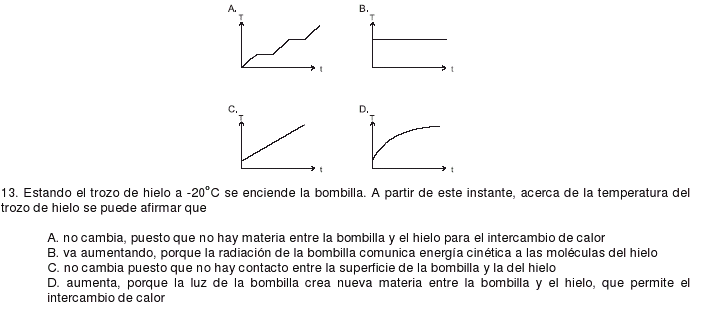 A. B.
T T
t t
C. D.
T T
t t
13. Estando el trozo de hielo a -20°C se enciende la bombilla. A partir de este instante, acerca de la temperatura del
trozo de hielo se puede afirmar que
A. no cambia, puesto que no hay materia entre la bombilla y el hielo para el intercambio de calor
B. va aumentando, porque la radiación de la bombilla comunica energía cinética a las moléculas del hielo
C. no cambia puesto que no hay contacto entre la superficie de la bombilla y la del hielo
D. aumenta, porque la luz de la bombilla crea nueva materia entre la bombilla y el hielo, que permite el
intercambio de calor